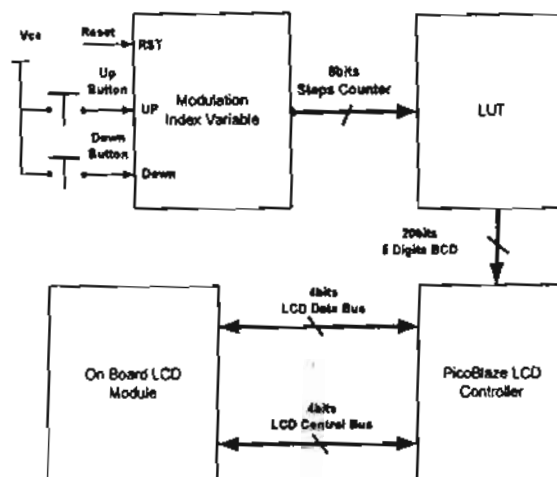 Vcc
Reset
RST
Up
Button
UP
Down
Button
Down
Modulation
Index Variable
8bits
Steps Counter
LUT
20bits
5 Digits BCD
4bits
LCD Data Bus
On Board LCD
Module
PicoBlaze LCD
Controller
4bits
LCD Control Bus